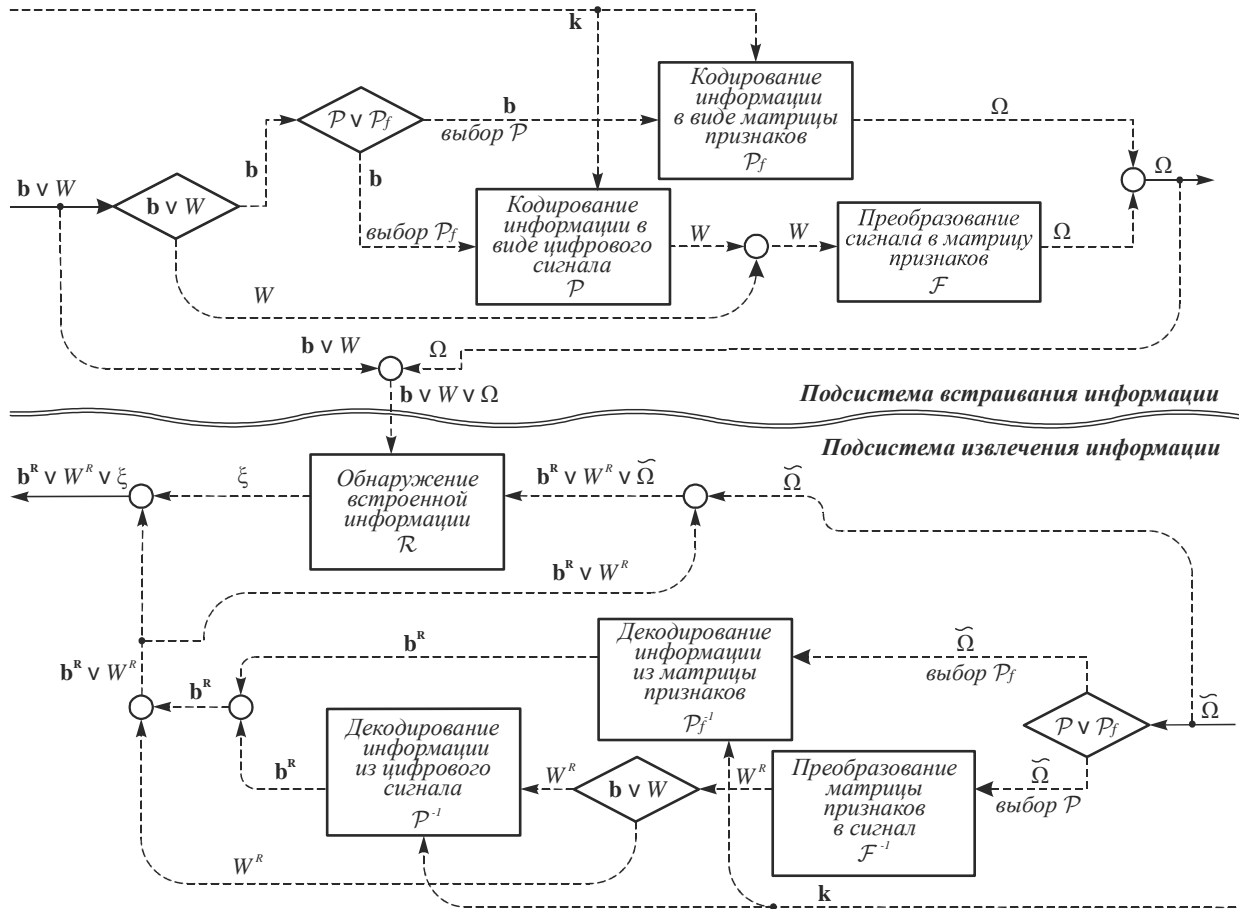 k
Кодирование
информации
в виде матрицы
признаков
𝒫f
b
выбор 𝒫
Ω
𝒫 ∨ 𝒫f
b
b
b ∨ W
b ∨ W
Ω
выбор 𝒫f
Кодирование
информации в
виде цифрового
сигнала
𝒫
W
W
Преобразование
сигнала в матрицу
признаков
ℱ
Ω
W
b ∨ W
Ω
b ∨ W ∨ Ω
Подсистема встраивания информации
Подсистема извлечения информации
bᴿ ∨ Wᴿ ∨ ξ
ξ
Обнаружение
встроенной
информации
ℛ
bᴿ ∨ Wᴿ ∨ Ω̃
Ω̃
bᴿ ∨ Wᴿ
bᴿ
Декодирование
информации
из матрицы
признаков
𝒫f⁻¹
Ω̃
выбор 𝒫f
bᴿ ∨ Wᴿ
bᴿ
𝒫 ∨ 𝒫f
Ω̃
Декодирование
информации
из цифрового
сигнала
𝒫⁻¹
bᴿ
Wᴿ
b ∨ W
Wᴿ
Преобразование
матрицы
признаков
в сигнал
ℱ⁻¹
Ω̃
выбор 𝒫
Wᴿ
k